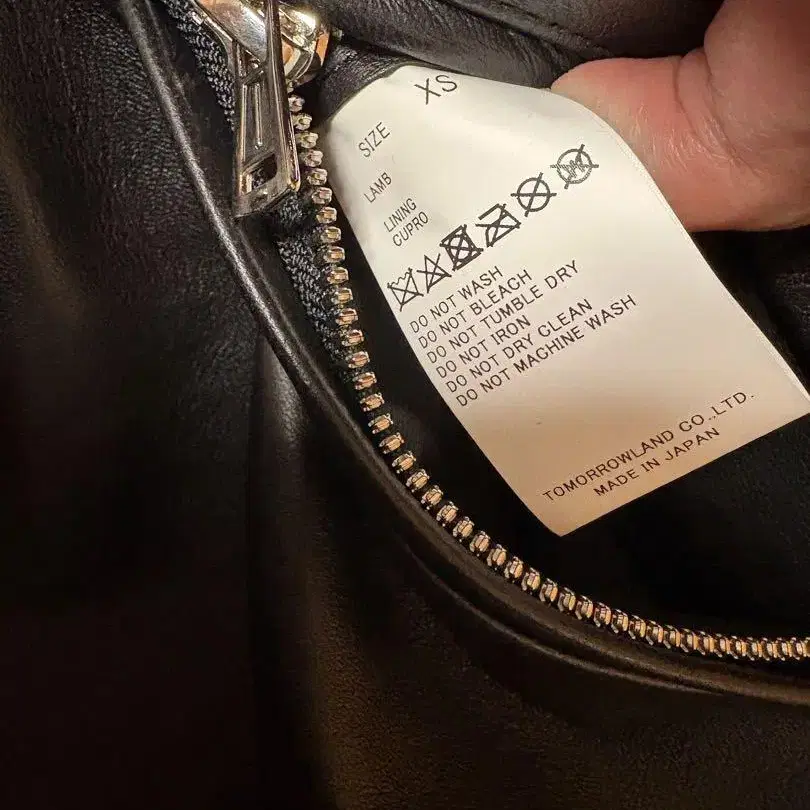 SIZE XS
LAMB
LINING
CUPRO
DO NOT WASH
DO NOT BLEACH
DO NOT TUMBLE DRY
DO NOT IRON
DO NOT DRY CLEAN
DO NOT MACHINE WASH
TOMORROWLAND CO.,LTD.
MADE IN JAPAN